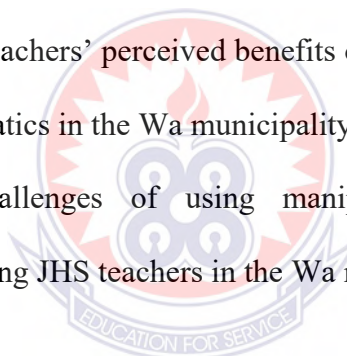 achers’ perceived benefits
atics in the Wa municipality
allenges of using manip
ng JHS teachers in the Wa
EDUCATION FOR SERVICE